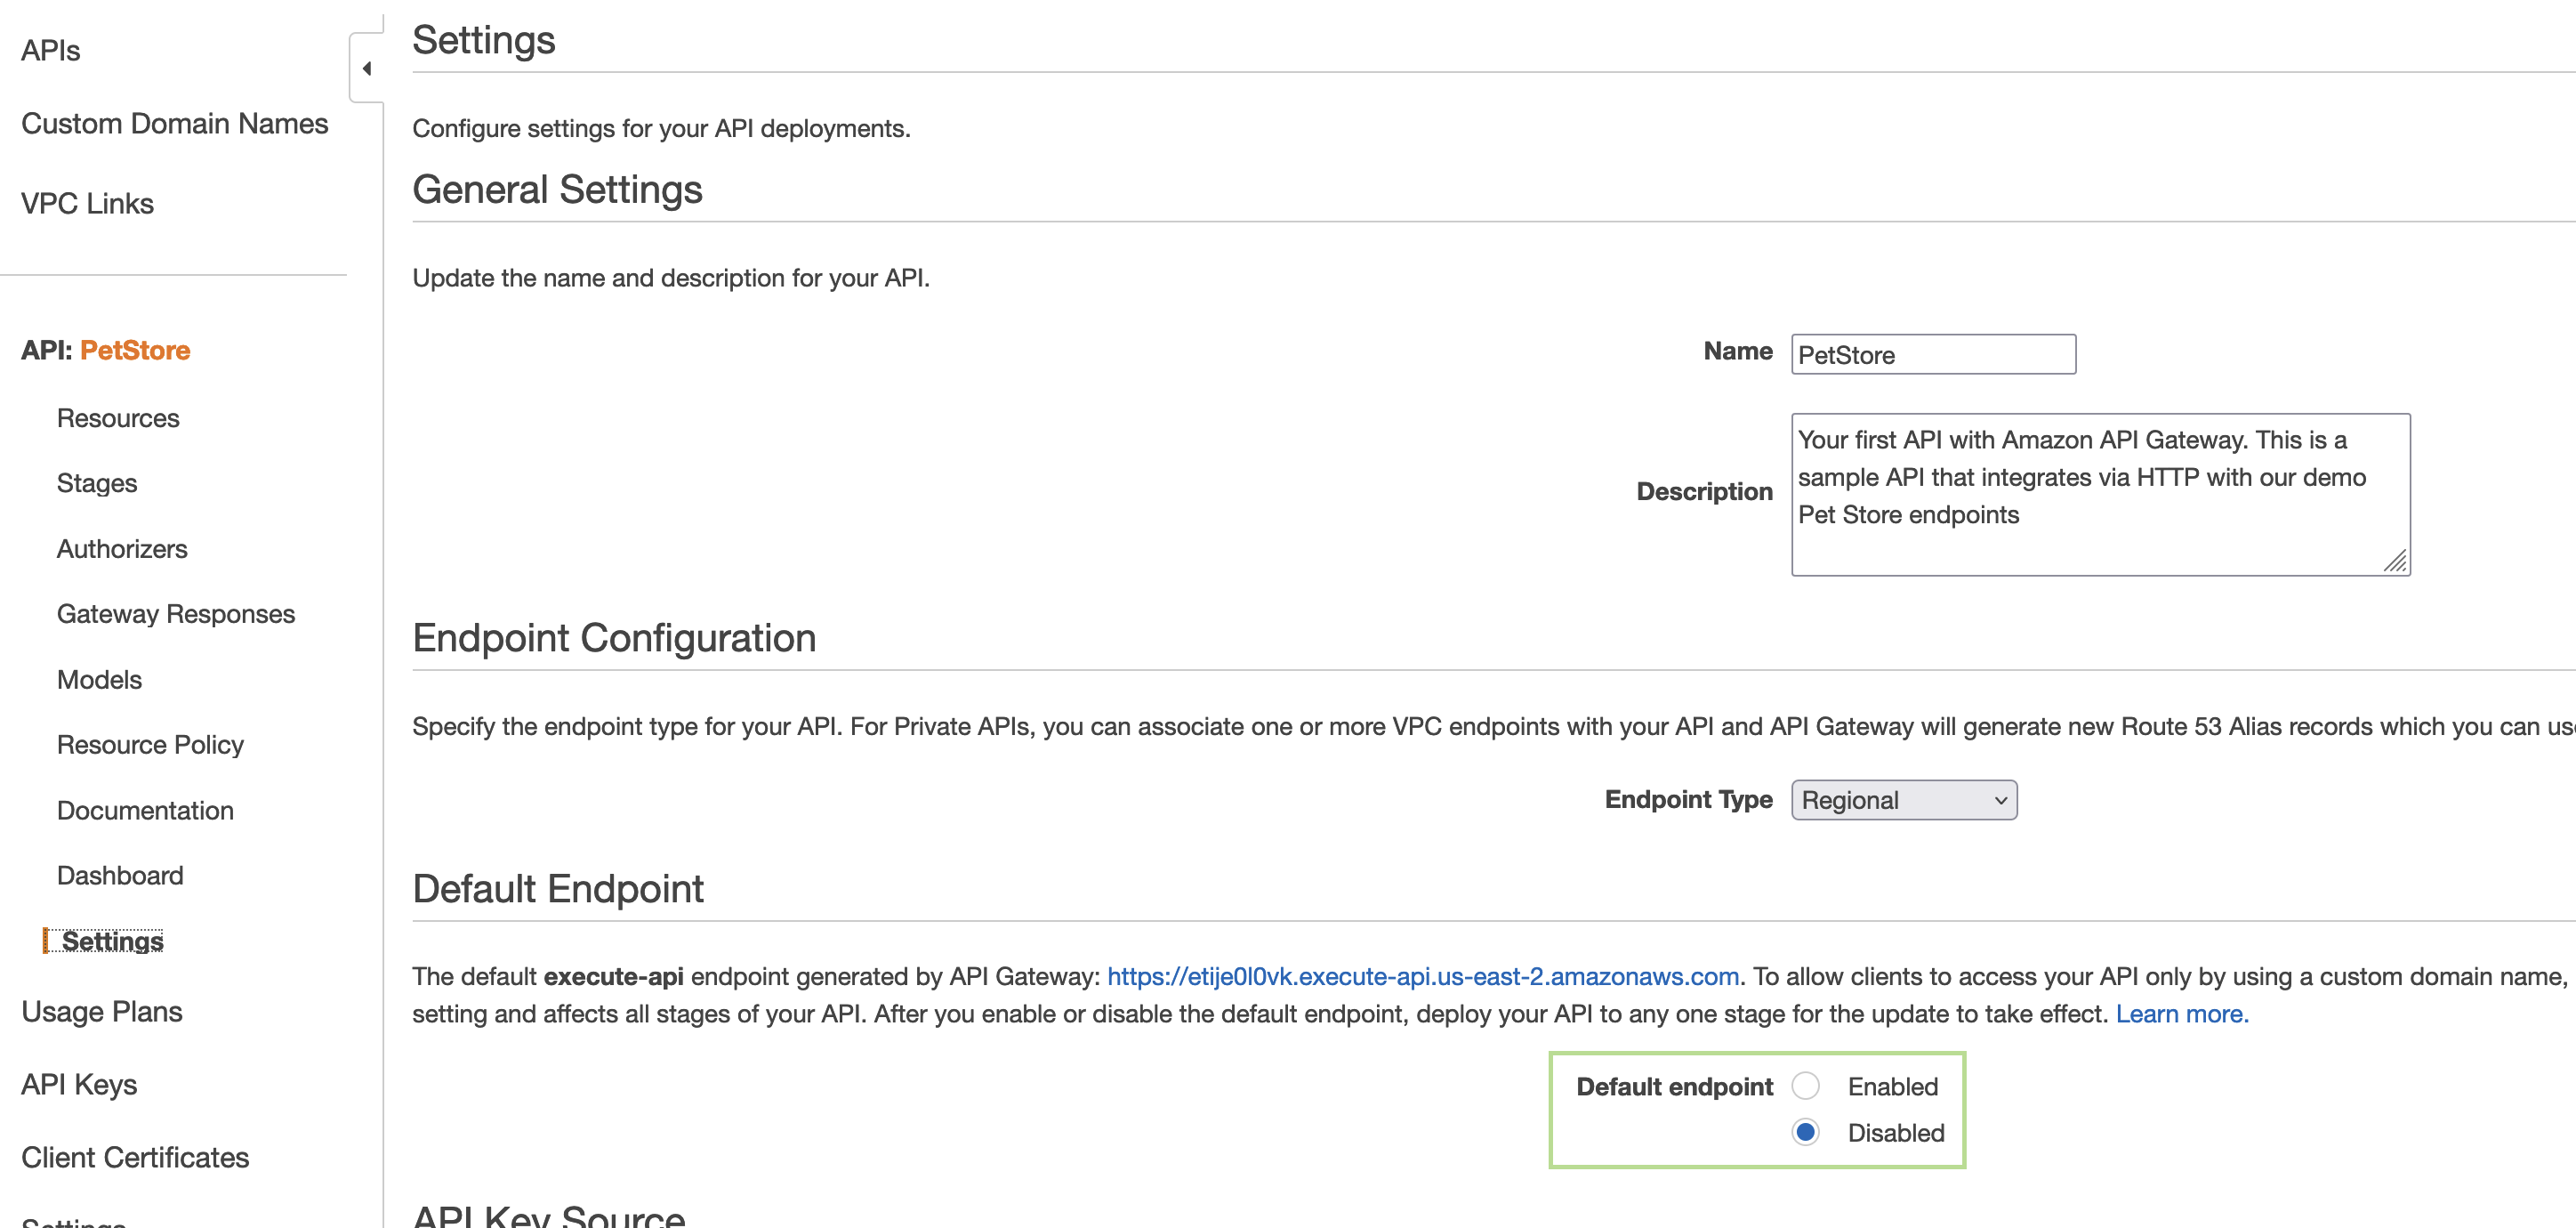 APIs
Custom Domain Names
VPC Links
API: PetStore
Resources
Stages
Authorizers
Gateway Responses
Models
Resource Policy
Documentation
Dashboard
Settings
Usage Plans
API Keys
Client Certificates
Settings
Settings
Configure settings for your API deployments.
General Settings
Update the name and description for your API.
Name PetStore
Description
Your first API with Amazon API Gateway. This is a
sample API that integrates via HTTP with our demo
Pet Store endpoints
Endpoint Configuration
Specify the endpoint type for your API. For Private APIs, you can associate one or more VPC endpoints with your API and API Gateway will generate new Route 53 Alias records which you can
Endpoint Type Regional
Default Endpoint
The default execute-api endpoint generated by API Gateway: https://etije0l0vk.execute-api.us-east-2.amazonaws.com. To allow clients to access your API only by using a custom domain name,
setting and affects all stages of your API. After you enable or disable the default endpoint, deploy your API to any one stage for the update to take effect. Learn more.
Default endpoint Enabled
Disabled
API Key Source